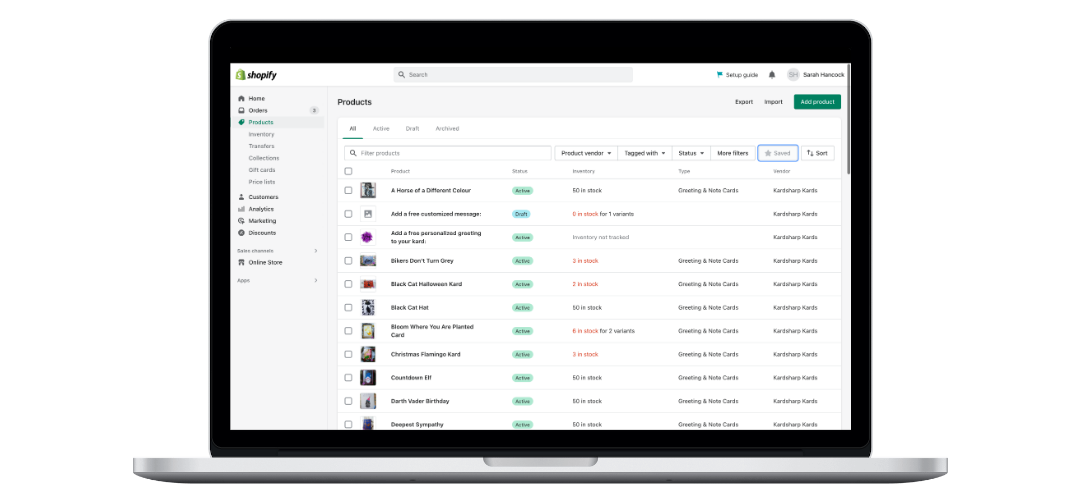 shopify
Search
Setup guide
SH
Sarah Hancock
Home
Orders
Products
Inventory
Transfers
Collections
Gift cards
Price lists
Customers
Analytics
Marketing
Discounts
Sales channels
Online Store
Apps
Products
Export Import Add product
All Active Draft Archived
Filter products
Product vendor Tagged with Status More filters Saved Sort
Product Status Inventory Type Vendor
A Horse of a Different Colour Active 50 in stock Greeting & Note Cards Kardsharp Kards
Add a free customized message: Draft 0 in stock for 1 variants Kardsharp Kards
Add a free personalized greeting
to your kard: Active Inventory not tracked Kardsharp Kards
Bikers Don't Turn Grey Active 3 in stock Greeting & Note Cards Kardsharp Kards
Black Cat Halloween Kard Active 2 in stock Greeting & Note Cards Kardsharp Kards
Black Cat Hat Active 50 in stock Greeting & Note Cards Kardsharp Kards
Bloom Where You Are Planted
Card Active 6 in stock for 2 variants Greeting & Note Cards Kardsharp Kards
Christmas Flamingo Kard Active 3 in stock Greeting & Note Cards Kardsharp Kards
Countdown Elf Active 50 in stock Greeting & Note Cards Kardsharp Kards
Darth Vader Birthday Active 50 in stock Greeting & Note Cards Kardsharp Kards
Deepest Sympathy Active 50 in stock Greeting & Note Cards Kardsharp Kards